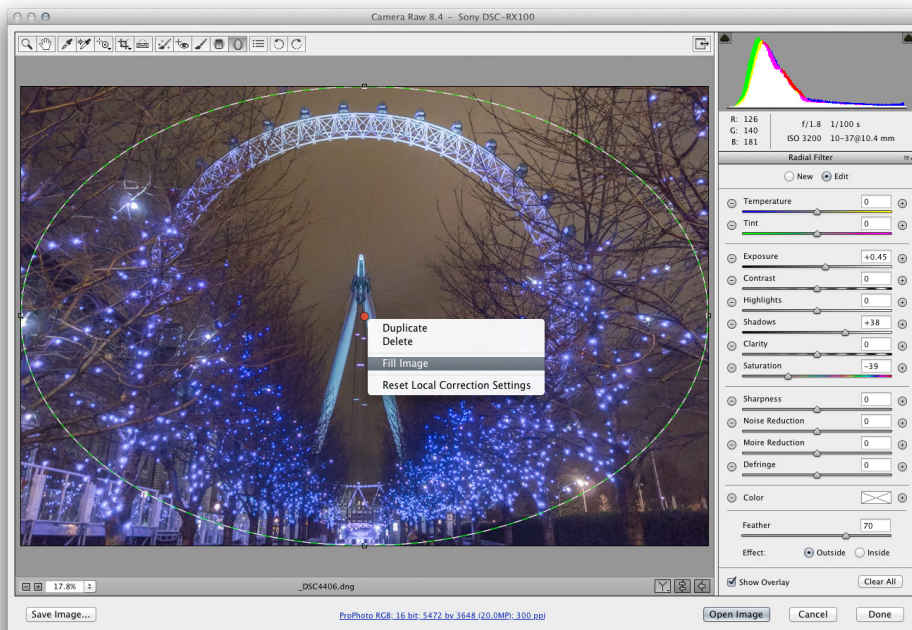 Camera Raw 8.4 – Sony DSC-RX100
R: 126
G: 140
B: 181
f/1.8 1/100 s
ISO 3200 10-37@10.4 mm
Radial Filter
New Edit
Temperature 0
Tint 0
Exposure +0.45
Contrast 0
Highlights 0
Shadows +38
Clarity 0
Saturation -39
Sharpness 0
Noise Reduction 0
Moire Reduction 0
Defringe 0
Color
Feather 70
Effect: Outside Inside
Show Overlay Clear All
Duplicate
Delete
Fill Image
Reset Local Correction Settings
17.8% _DSC4406.dng Y
Save Image... ProPhoto RGB; 16 bit; 5472 by 3648 (20.0MP); 300 ppi Open Image Cancel Done